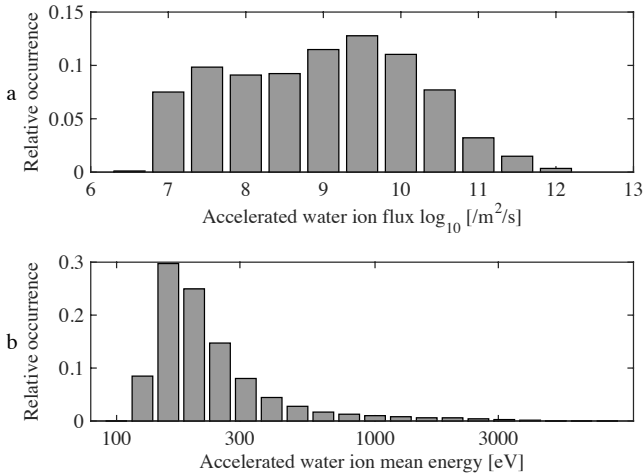 0.15
0.1
0.05
0
Relative occurrence
a
6 7 8 9 10 11 12 13
Accelerated water ion flux log10 [/m2/s]
0.3
0.2
0.1
0
Relative occurrence
b
100 300 1000 3000
Accelerated water ion mean energy [eV]